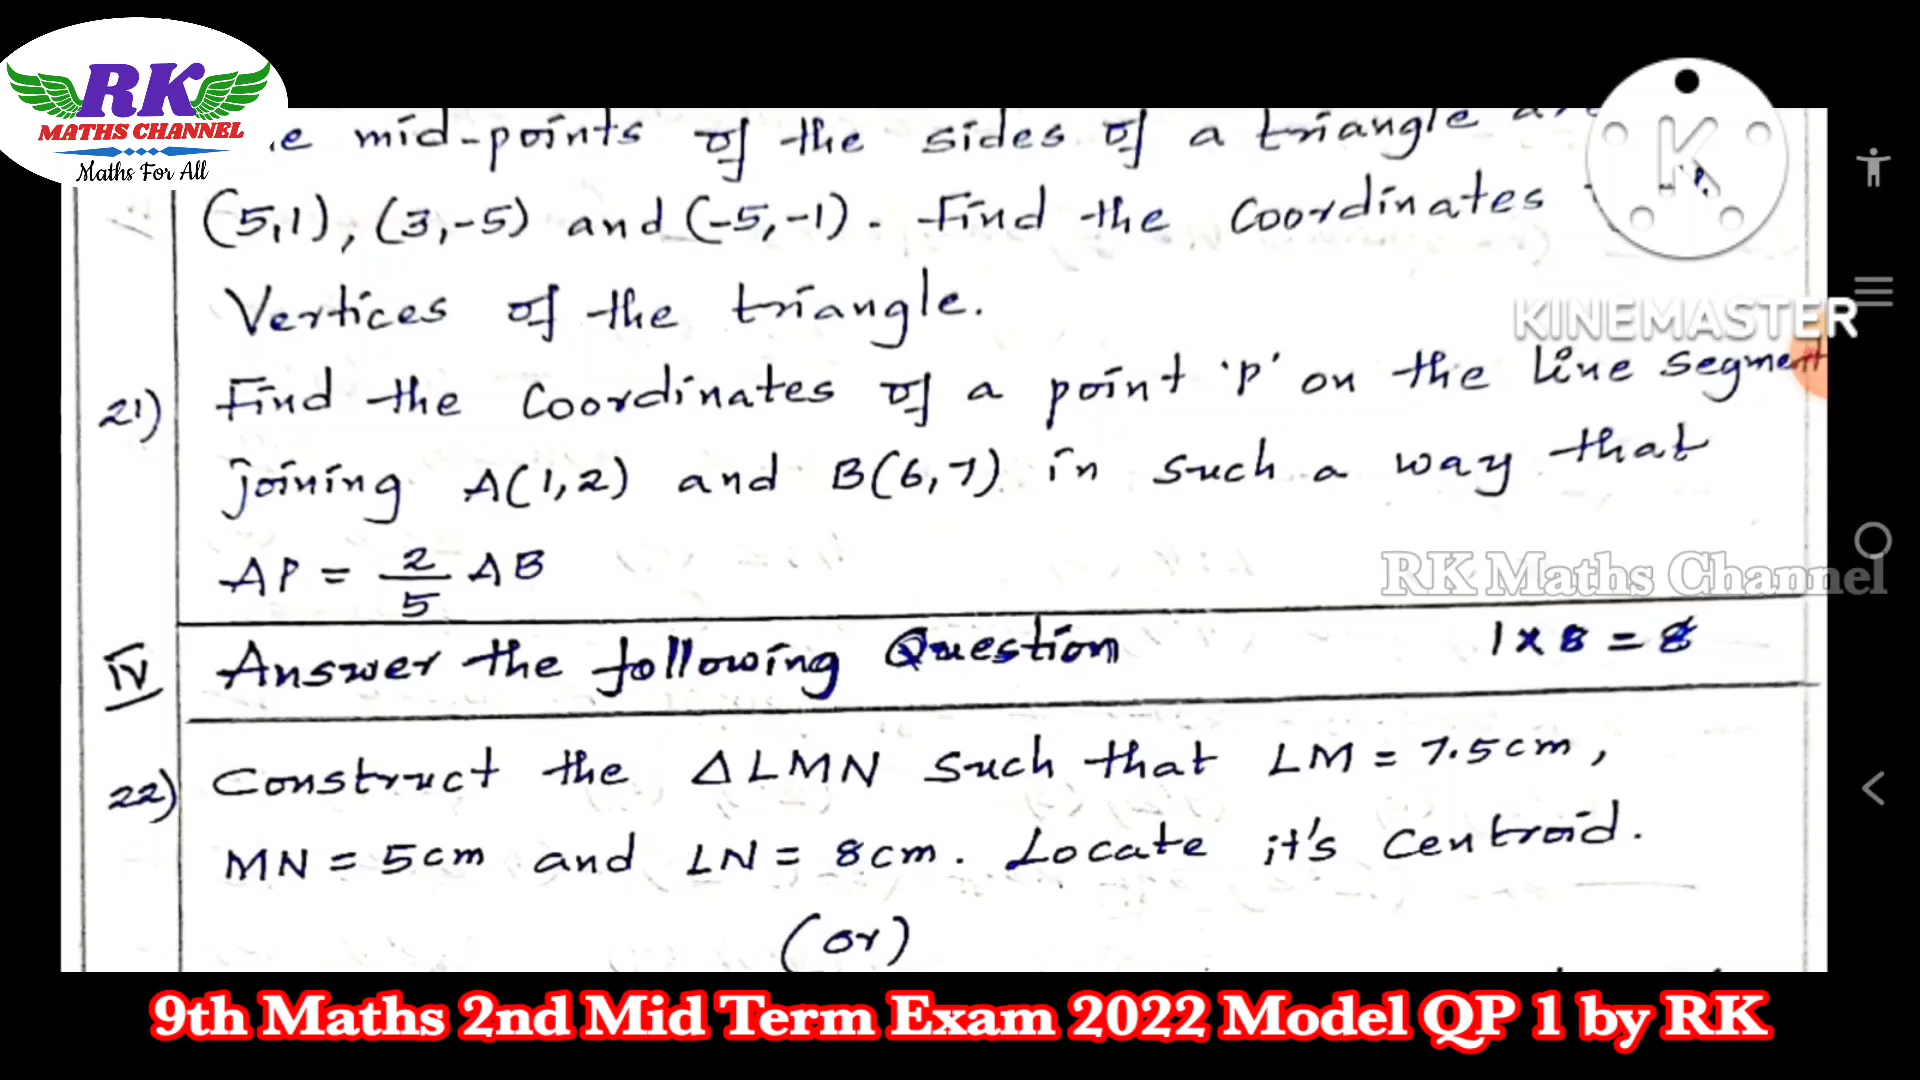 RK
MATHS CHANNEL
Maths For All
mid-points of the sides of a triangle
(5,1), (3,-5) and (-5,-1). Find the Coordinates
Vertices of the triangle.
21) Find the Coordinates of a point 'P' on the line segment
joining A(1,2) and B(6,7) in such a way that
AP = 2/5 AB
IV Answer the following Question 1 x 8 = 8
22) Construct the △LMN such that LM = 7.5cm,
MN = 5cm and LN = 8cm. Locate it's Centroid.
(or)
K
KINEMASTER
RK Maths Channel
9th Maths 2nd Mid Term Exam 2022 Model QP 1 by RK